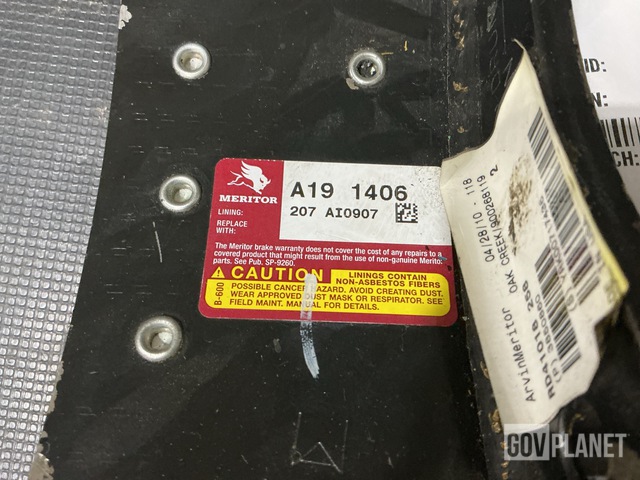 MERITOR
A19 1406
LINING:
207 AI0907
REPLACE
WITH:
The Meritor brake warranty does not cover the cost of any repairs to a
covered product that might result from the use of non-genuine Meritor
parts. See Pub. SP-9260.
CAUTION
LININGS CONTAIN
NON-ASBESTOS FIBERS
B-600
POSSIBLE CANCER HAZARD. AVOID CREATING DUST.
WEAR APPROVED DUST MASK OR RESPIRATOR. SEE
FIELD MAINT. MANUAL FOR DETAILS.
04/28/10 - 118
ArvinMeritor OAK CREEK/900268119 2
ID:
N:
CH:
GOVPLANET